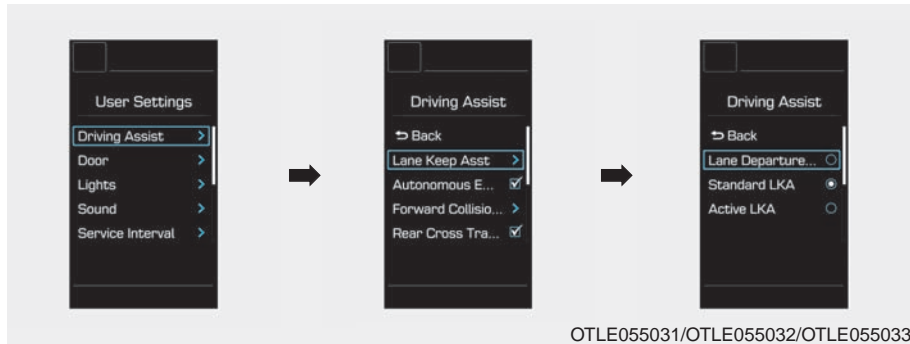 User Settings
Driving Assist >
Door >
Lights >
Sound >
Service Interval >
Driving Assist
Back
Lane Keep Asst >
Autonomous E...
Forward Collisio... >
Rear Cross Tra...
Driving Assist
Back
Lane Departure...
Standard LKA
Active LKA
OTLE055031/OTLE055032/OTLE055033